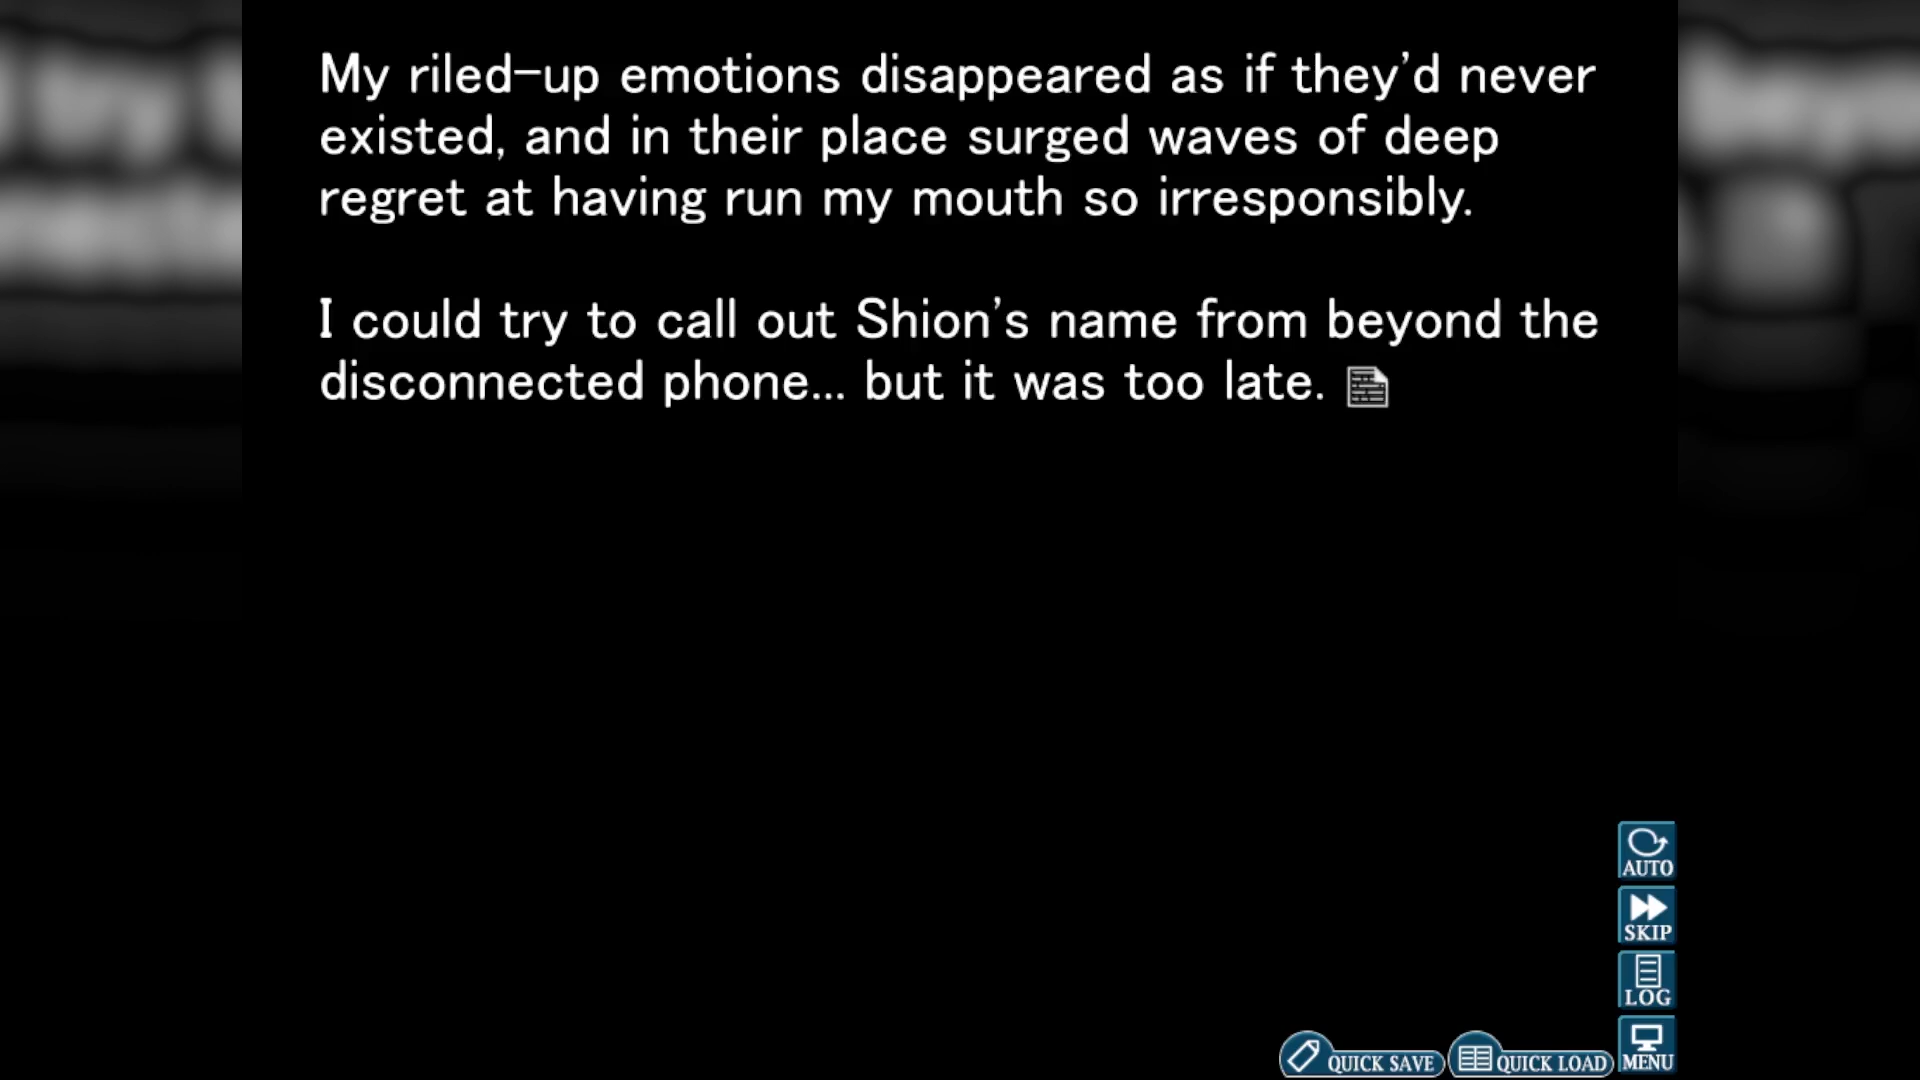 My riled-up emotions disappeared as if they'd never
existed, and in their place surged waves of deep
regret at having run my mouth so irresponsibly.
I could try to call out Shion's name from beyond the
disconnected phone... but it was too late.
AUTO
SKIP
LOG
MENU
QUICK SAVE
QUICK LOAD